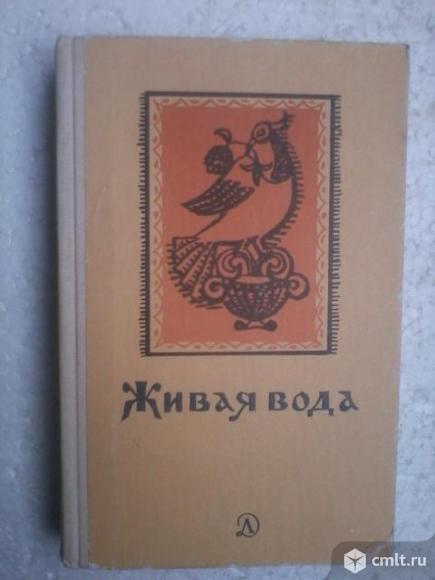 Живая вода
Д
cmlt.ru